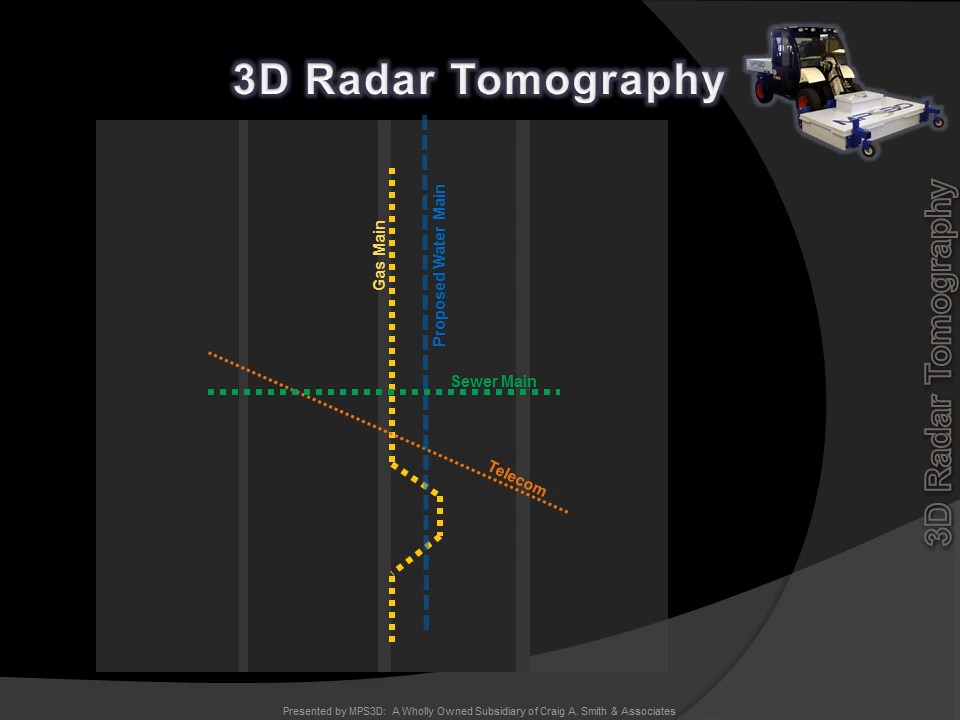 3D Radar Tomography
MPS3D
3D Radar Tomography
Gas Main
Proposed Water Main
Sewer Main
Telecom
Presented by MPS3D: A Wholly Owned Subsidiary of Craig A. Smith & Associates